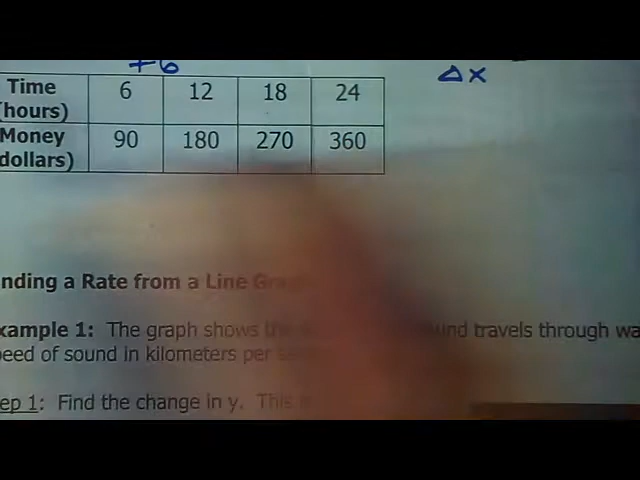 +6
Δx
Time 6 12 18 24
(hours)
Money 90 180 270 360
dollars)
nding a Rate from a Line Gra
xample 1: The graph shows und travels through wa
peed of sound in kilometers per
ep 1: Find the change in y. This